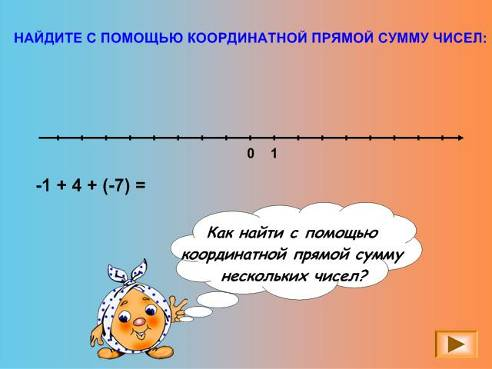 НАЙДИТЕ С ПОМОЩЬЮ КООРДИНАТНОЙ ПРЯМОЙ СУММУ ЧИСЕЛ:
0 1
-1 + 4 + (-7) =
Как найти с помощью
координатной прямой сумму
нескольких чисел?